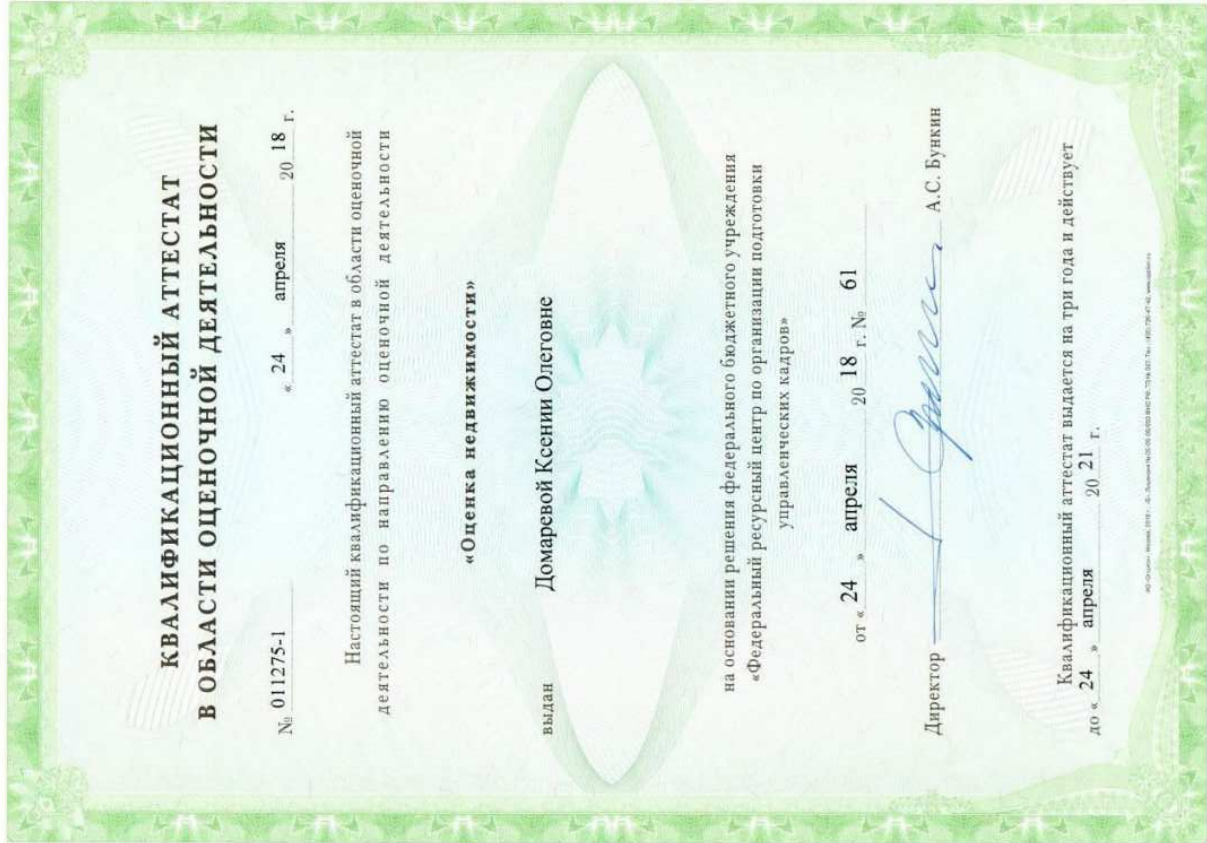 КВАЛИФИКАЦИОННЫЙ АТТЕСТАТ
В ОБЛАСТИ ОЦЕНОЧНОЙ ДЕЯТЕЛЬНОСТИ
№ 011275-1 « 24 » апреля 20 18 г.
Настоящий квалификационный аттестат в области оценочной
деятельности по направлению оценочной деятельности
«Оценка недвижимости»
выдан Домаревой Ксении Олеговне
на основании решения федерального бюджетного учреждения
«Федеральный ресурсный центр по организации подготовки
управленческих кадров»
от « 24 » апреля 20 18 г. № 61
Директор А.С. Бункин
Квалификационный аттестат выдается на три года и действует
до « 24 » апреля 20 21 г.